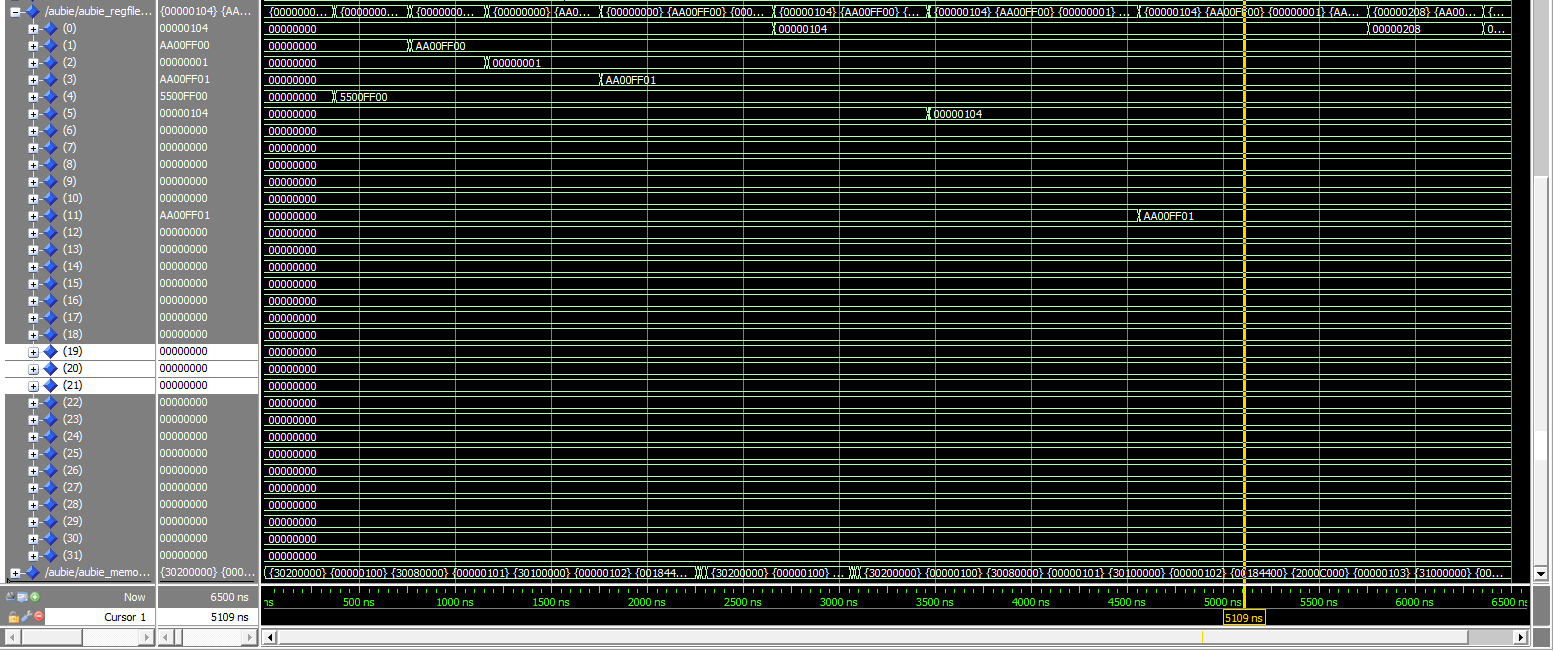 /aubie/aubie_regfile... {00000104} {AA... {0000000... {0000000... {0000000... {00000000} {AA0... {00000000} {AA00FF00} {000... {00000104} {AA00FF00} {... {00000104} {AA00FF00} {00000001} ... {00000104} {AA00FF00} {00000001} {AA... {00000208} {AA00... {...
(0) 00000104 00000000 00000104 00000208 0...
(1) AA00FF00 00000000 AA00FF00
(2) 00000001 00000000 00000001
(3) AA00FF01 00000000 AA00FF01
(4) 5500FF00 00000000 5500FF00
(5) 00000104 00000000 00000104
(6) 00000000 00000000
(7) 00000000 00000000
(8) 00000000 00000000
(9) 00000000 00000000
(10) 00000000 00000000
(11) AA00FF01 00000000 AA00FF01
(12) 00000000 00000000
(13) 00000000 00000000
(14) 00000000 00000000
(15) 00000000 00000000
(16) 00000000 00000000
(17) 00000000 00000000
(18) 00000000 00000000
(19) 00000000 00000000
(20) 00000000 00000000
(21) 00000000 00000000
(22) 00000000 00000000
(23) 00000000 00000000
(24) 00000000 00000000
(25) 00000000 00000000
(26) 00000000 00000000
(27) 00000000 00000000
(28) 00000000 00000000
(29) 00000000 00000000
(30) 00000000 00000000
(31) 00000000 00000000
/aubie/aubie_memo... {30200000} {000... {30200000} {00000100} {30080000} {00000101} {30100000} {00000102} {001844... {30200000} {00000100} ... {30200000} {00000100} {30080000} {00000101} {30100000} {00000102} {00184400} {2000C000} {00000103} {31000000} {00...
Now 6500 ns ns 500 ns 1000 ns 1500 ns 2000 ns 2500 ns 3000 ns 3500 ns 4000 ns 4500 ns 5000 ns 5500 ns 6000 ns 6500 ns
Cursor 1 5109 ns 5109 ns